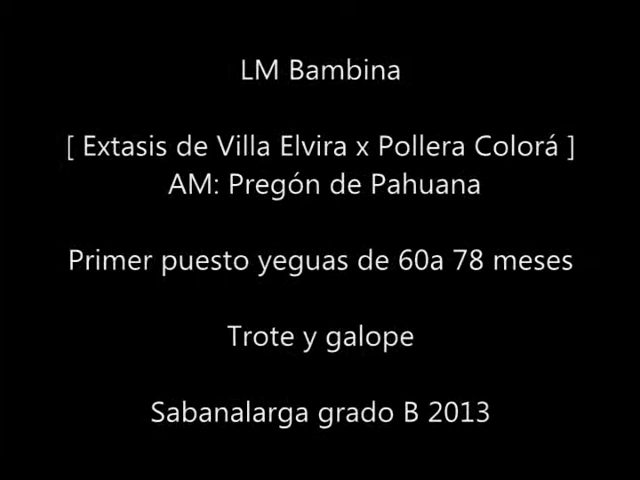 LM Bambina
[ Extasis de Villa Elvira x Pollera Colorá ]
AM: Pregón de Pahuana
Primer puesto yeguas de 60a 78 meses
Trote y galope
Sabanalarga grado B 2013